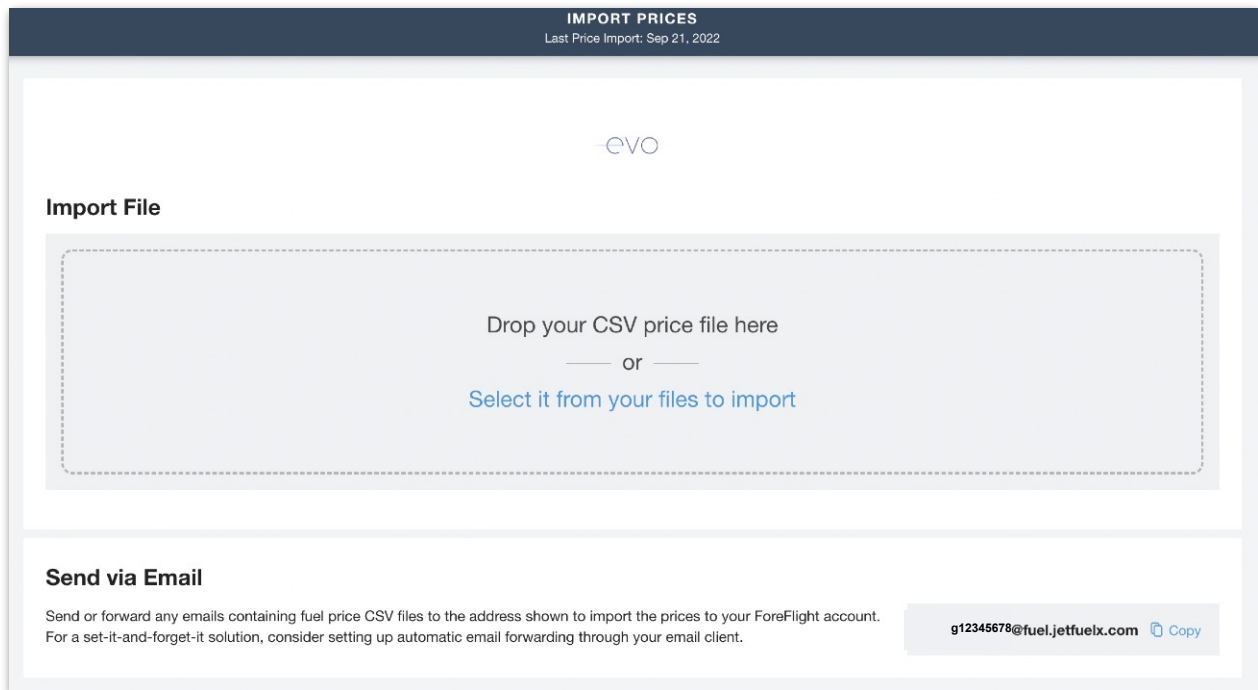 IMPORT PRICES
Last Price Import: Sep 21, 2022
evo
Import File
Drop your CSV price file here
or
Select it from your files to import
Send via Email
Send or forward any emails containing fuel price CSV files to the address shown to import the prices to your ForeFlight account.
For a set-it-and-forget-it solution, consider setting up automatic email forwarding through your email client.
g12345678@fuel.jetfuelx.com Copy